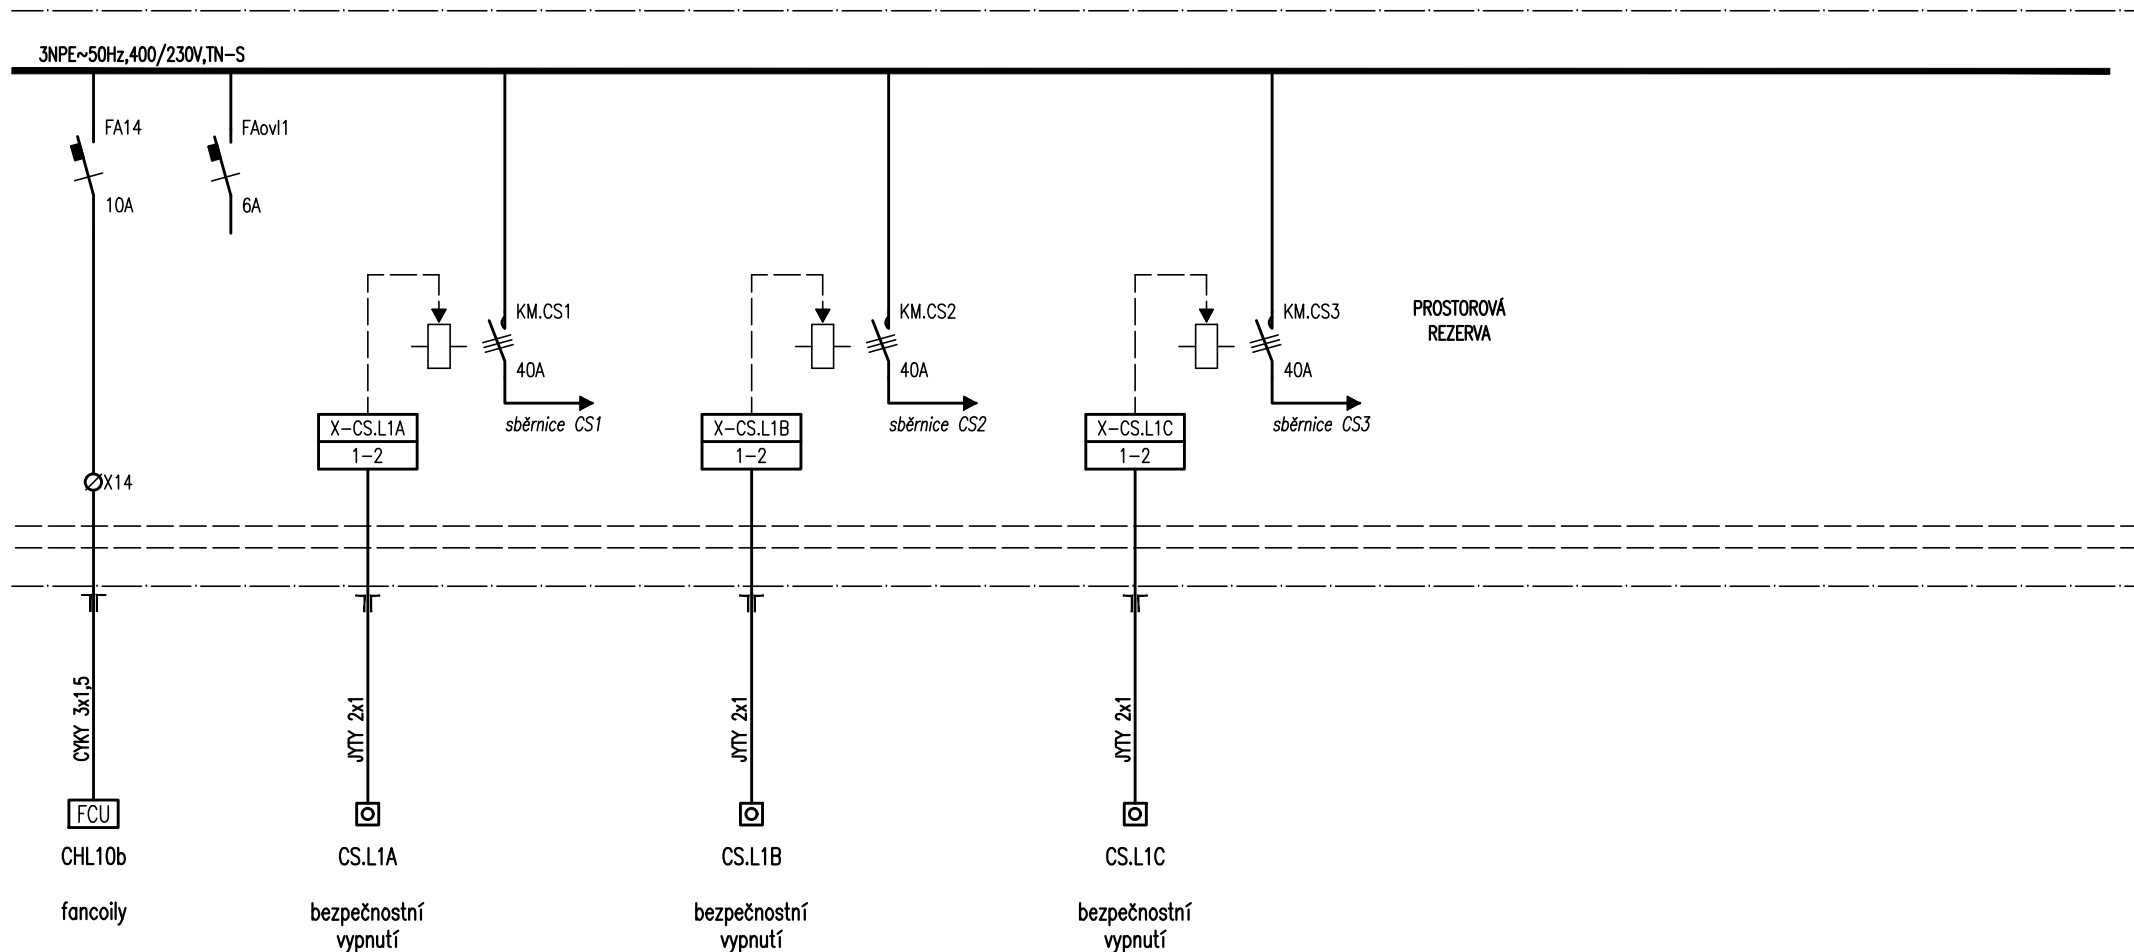 3NPE~50Hz,400/230V,TN-S
FA14
10A
FAovl1
6A
KM.CS1
40A
sběrnice CS1
KM.CS2
40A
sběrnice CS2
KM.CS3
40A
sběrnice CS3
PROSTOROVÁ
REZERVA
X-CS.L1A
1-2
X-CS.L1B
1-2
X-CS.L1C
1-2
X14
CYKY 3x1,5
JYTY 2x1
JYTY 2x1
JYTY 2x1
FCU
CHL10b
fancoily
CS.L1A
bezpečnostní
vypnutí
CS.L1B
bezpečnostní
vypnutí
CS.L1C
bezpečnostní
vypnutí